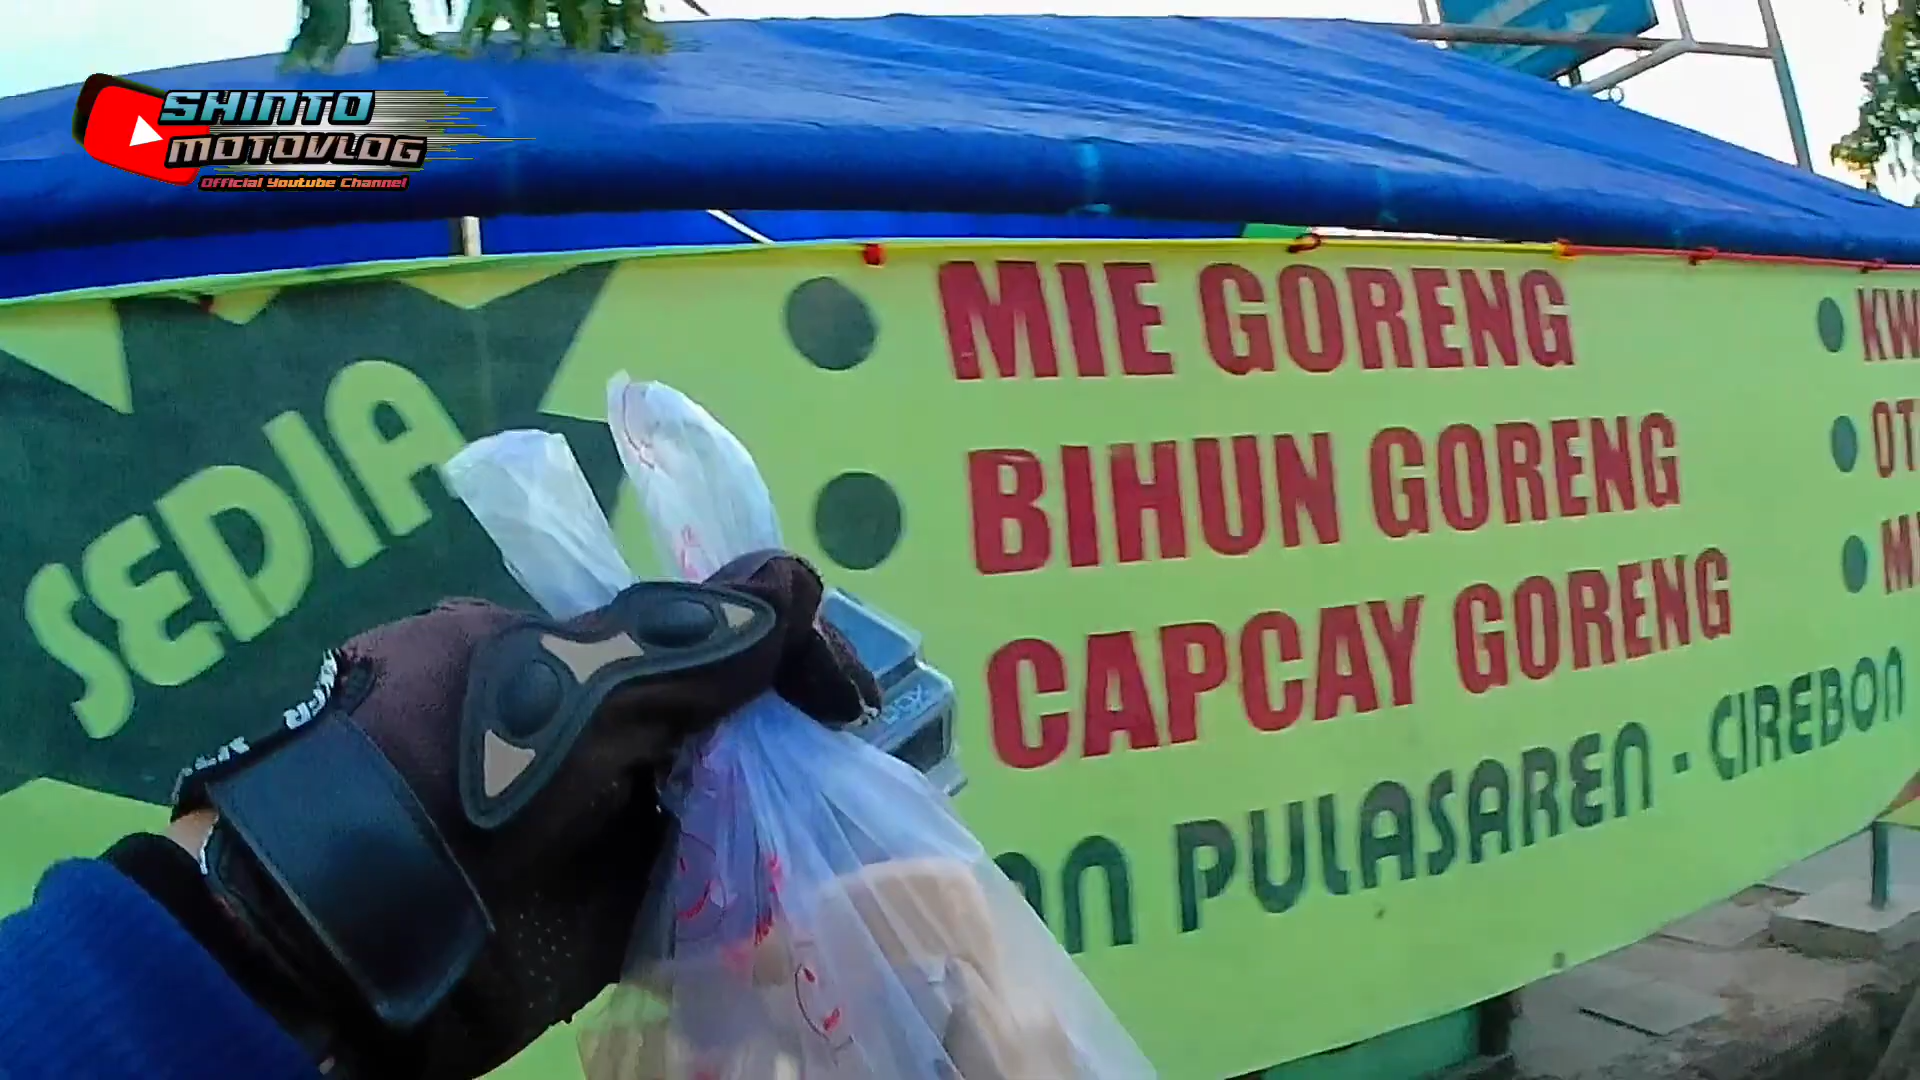 SHINTO
MOTOVLOG
Official Youtube Channel
SEDIA
MIE GORENG
BIHUN GORENG
CAPCAY GORENG
PULASAREN - CIREBON